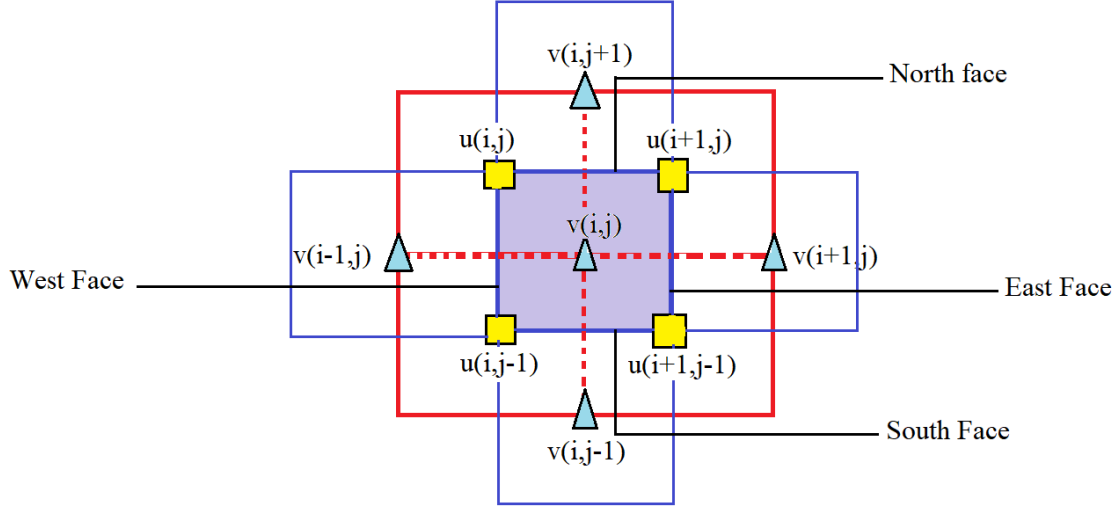 v(i,j+1)
North face
u(i,j)
u(i+1,j)
v(i,j)
v(i-1,j)
v(i+1,j)
West Face
East Face
u(i,j-1)
u(i+1,j-1)
South Face
v(i,j-1)